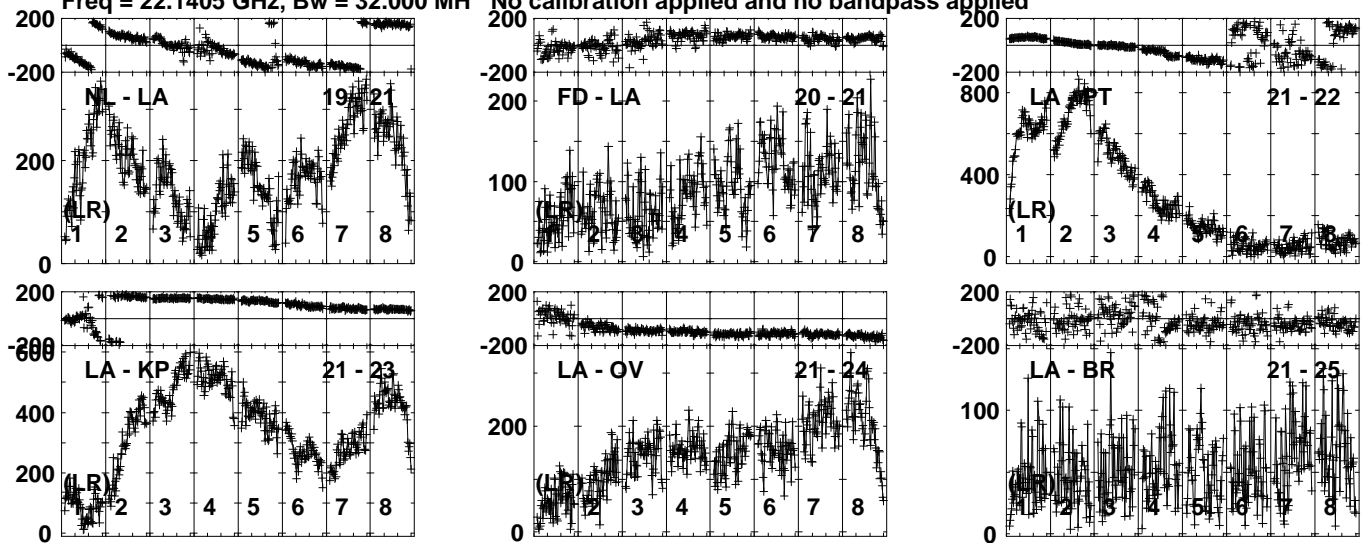 Freq = 22.1405 GHz, Bw = 32.000 MH No calibration applied and no bandpass applied
200
-200
NL - LA 19 - 21
200
(LR)
1 2 3 4 5 6 7 8
0
FD - LA 20 - 21
200
100
(LR)
1 2 3 4 5 6 7 8
0
200
-200
LA - PT 21 - 22
800
400
(LR)
1 2 3 4 5 6 7 8
0
200
-200
LA - KP 21 - 23
600
400
200
(LR)
2 3 4 5 6 7 8
0
LA - OV 21 - 24
200
(LR)
1 2 3 4 5 6 7 8
0
200
-200
LA - BR 21 - 25
100
(LR)
1 2 3 4 5 6 7 8
0